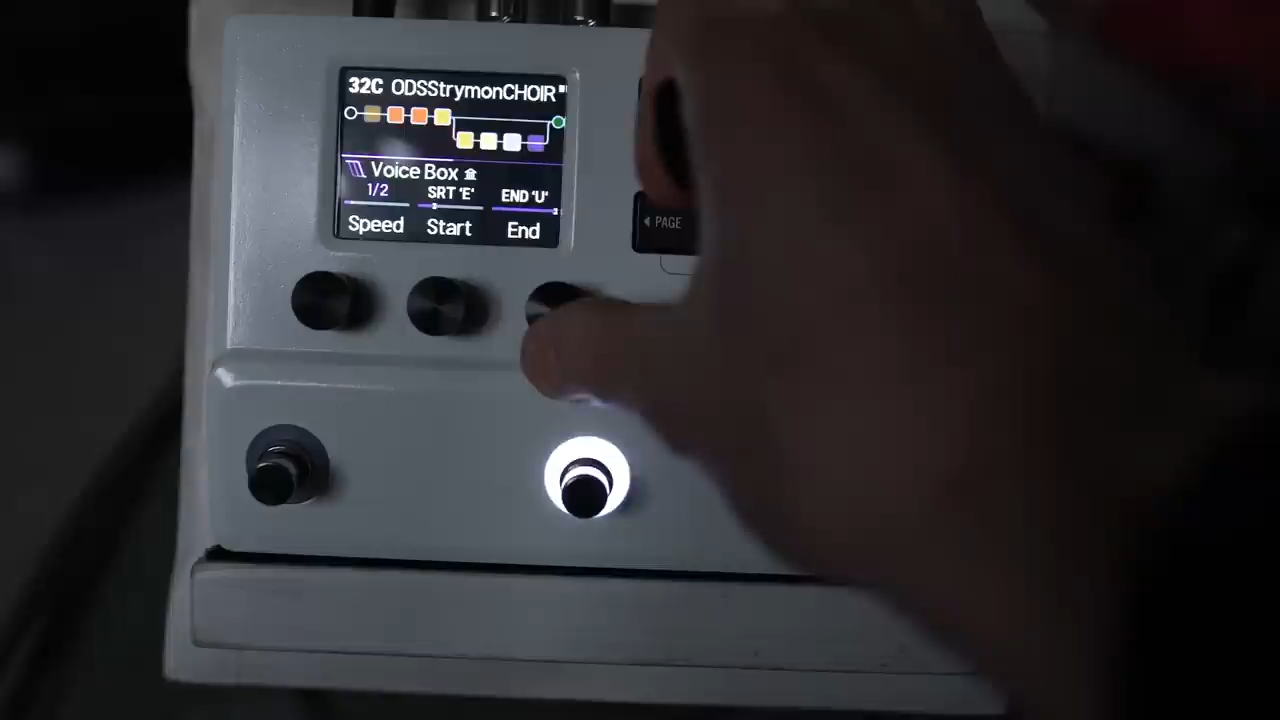 32C ODSStrymonCHOIR
Voice Box
1/2 SRT 'E' END 'U'
Speed Start End
PAGE